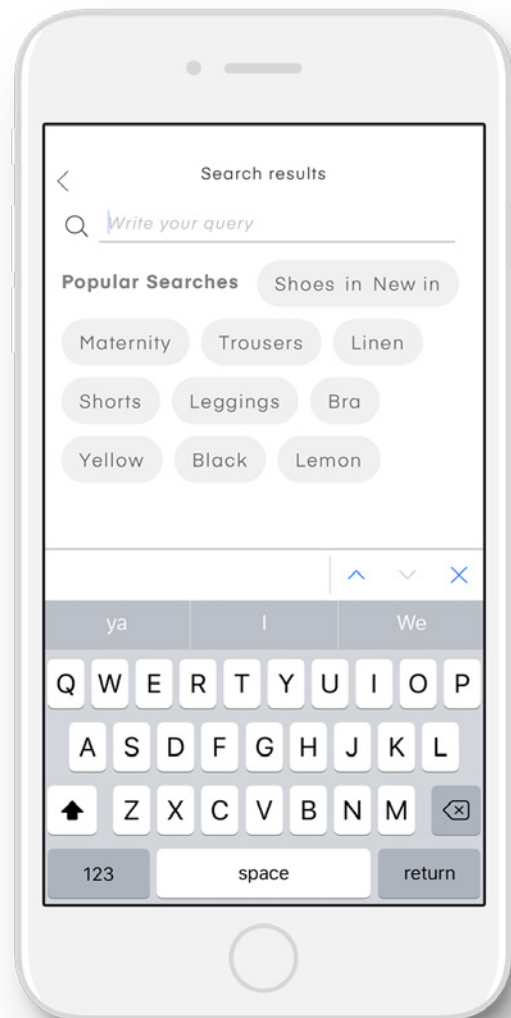 Search results
Write your query
Popular Searches Shoes in New in
Maternity Trousers Linen
Shorts Leggings Bra
Yellow Black Lemon
ya I We
Q W E R T Y U I O P
A S D F G H J K L
Z X C V B N M
123 space return